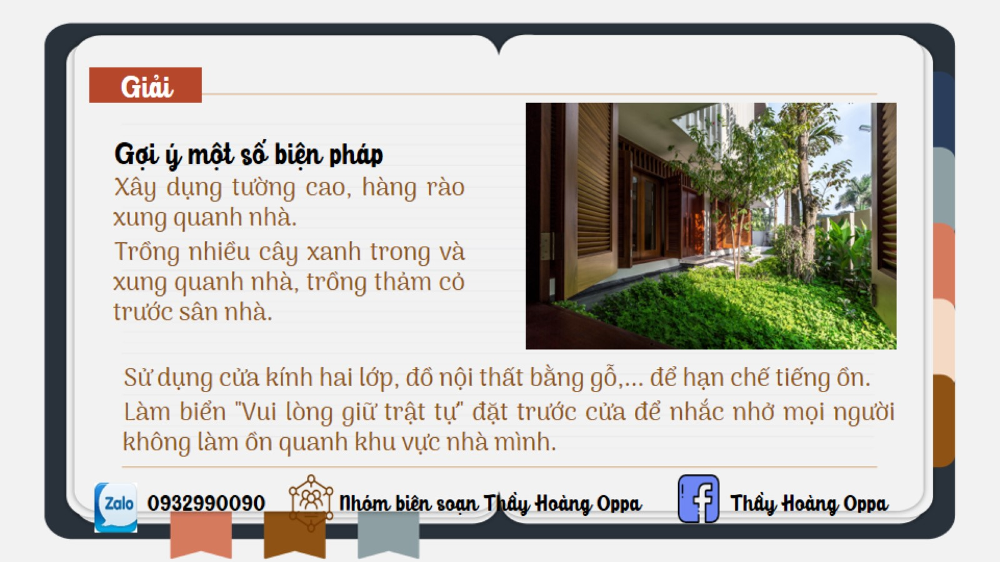 Giải
Gợi ý một số biện pháp
Xây dụng tường cao, hàng rào
xung quanh nhà.
Trồng nhiều cây xanh trong và
xung quanh nhà, trồng thảm cỏ
trước sân nhà.
Sử dụng cửa kính hai lớp, đồ nội thất bằng gỗ,... để hạn chế tiếng ồn.
Làm biển "Vui lòng giữ trật tự" đặt trước cửa để nhắc nhở mọi người
không làm ồn quanh khu vực nhà mình.
Zalo 0932990090 Nhóm biên soạn Thầy Hoàng Oppa f Thầy Hoàng Oppa